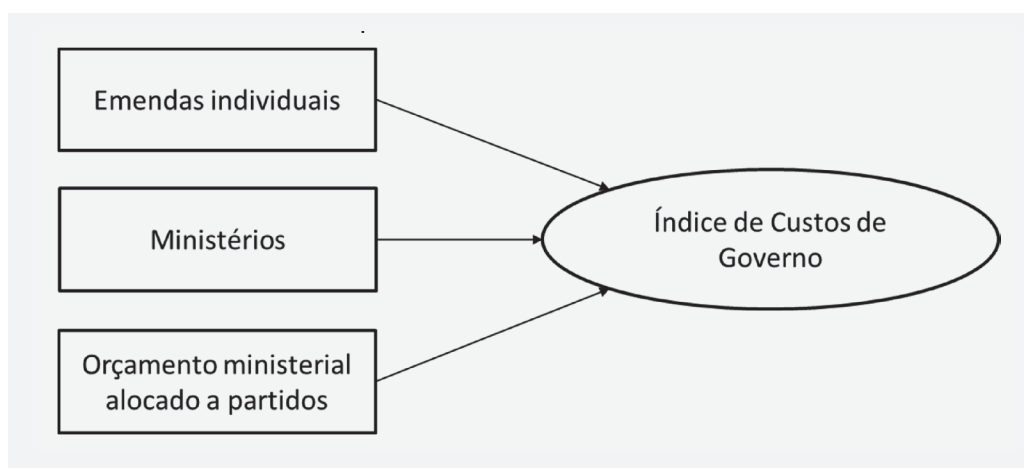 Emendas individuais
Ministérios
Orçamento ministerial
alocado a partidos
Índice de Custos de
Governo